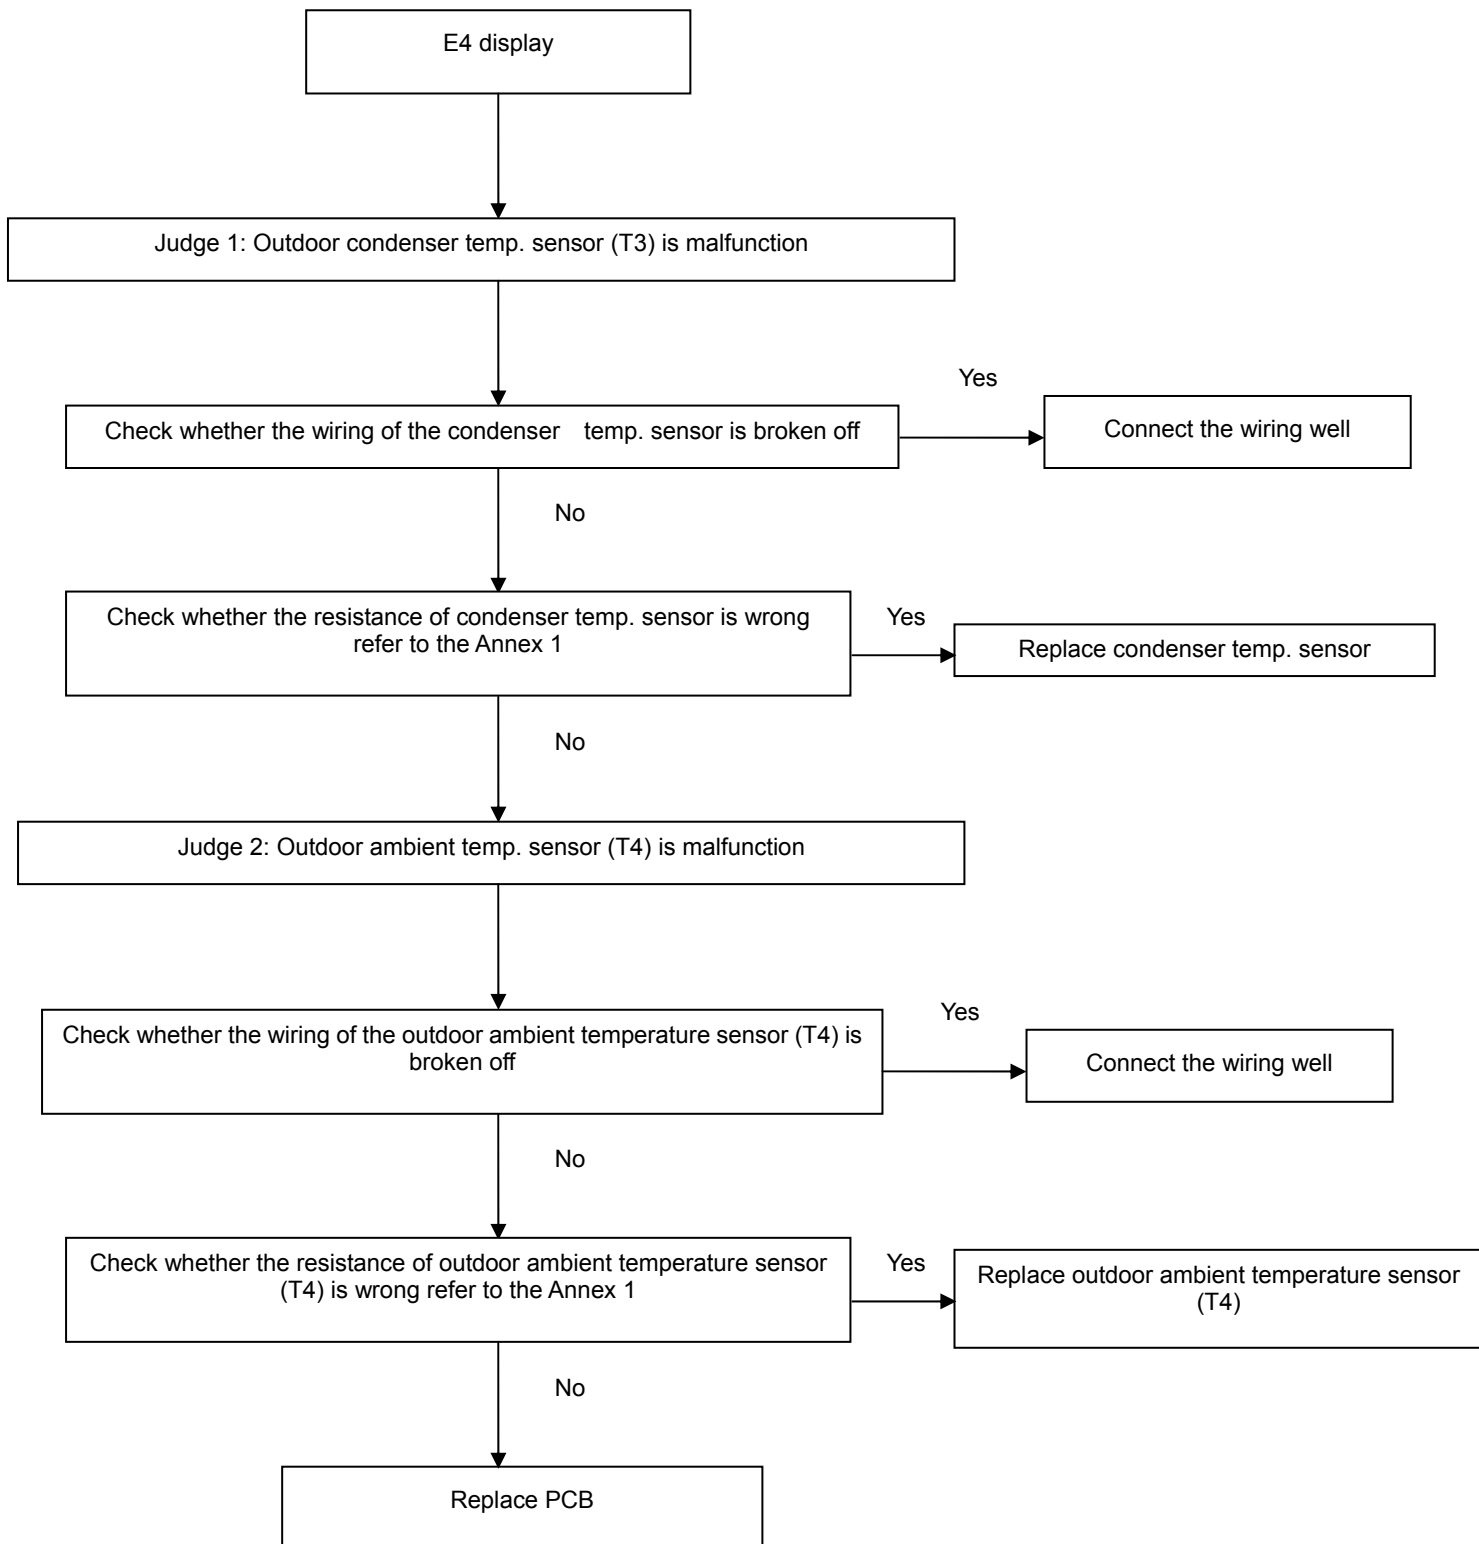 E4 display
Judge 1: Outdoor condenser temp. sensor (T3) is malfunction
Yes
Check whether the wiring of the condenser temp. sensor is broken off
Connect the wiring well
No
Check whether the resistance of condenser temp. sensor is wrong
refer to the Annex 1
Yes
Replace condenser temp. sensor
No
Judge 2: Outdoor ambient temp. sensor (T4) is malfunction
Yes
Check whether the wiring of the outdoor ambient temperature sensor (T4) is
broken off
Connect the wiring well
No
Check whether the resistance of outdoor ambient temperature sensor
(T4) is wrong refer to the Annex 1
Yes
Replace outdoor ambient temperature sensor
(T4)
No
Replace PCB